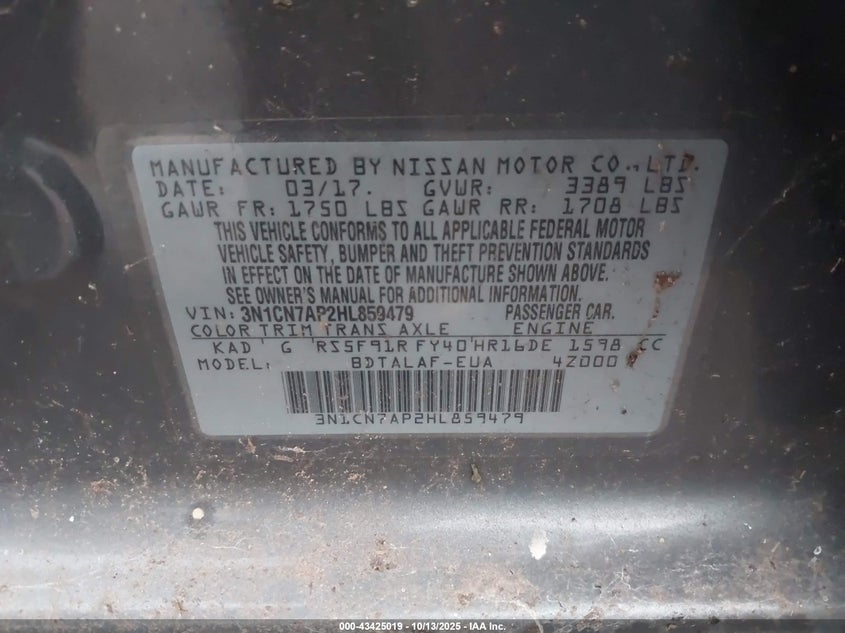 MANUFACTURED BY NISSAN MOTOR CO., LTD.
DATE: 03/17. GVWR: 3389 LBS
GAWR FR: 1750 LBS GAWR RR: 1708 LBS
THIS VEHICLE CONFORMS TO ALL APPLICABLE FEDERAL MOTOR
VEHICLE SAFETY, BUMPER AND THEFT PREVENTION STANDARDS
IN EFFECT ON THE DATE OF MANUFACTURE SHOWN ABOVE.
SEE OWNER'S MANUAL FOR ADDITIONAL INFORMATION.
VIN: 3N1CN7AP2HL859479 PASSENGER CAR.
COLOR TRIM TRANS AXLE ENGINE
KAD G RS5F91R FY40 HR16DE 1598 CC
MODEL: BDTALAF-EUA 4Z000
3N1CN7AP2HL859479
000-43425019 - 10/13/2025 - IAA Inc.